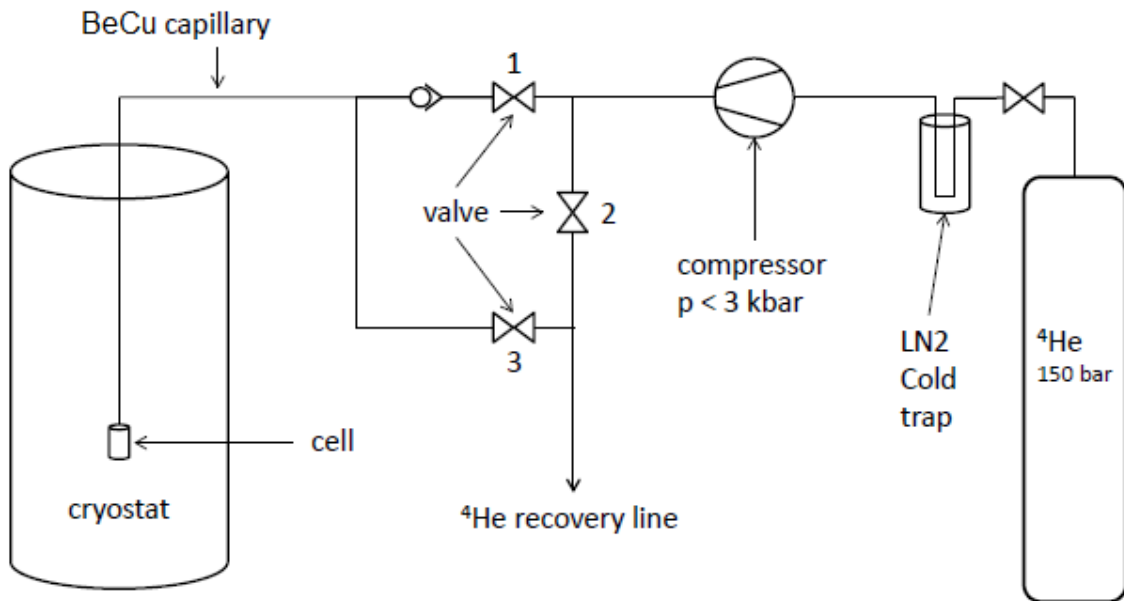 BeCu capillary
1
valve
2
3
compressor
p < 3 kbar
LN2
Cold
trap
⁴He
150 bar
cell
cryostat
⁴He recovery line